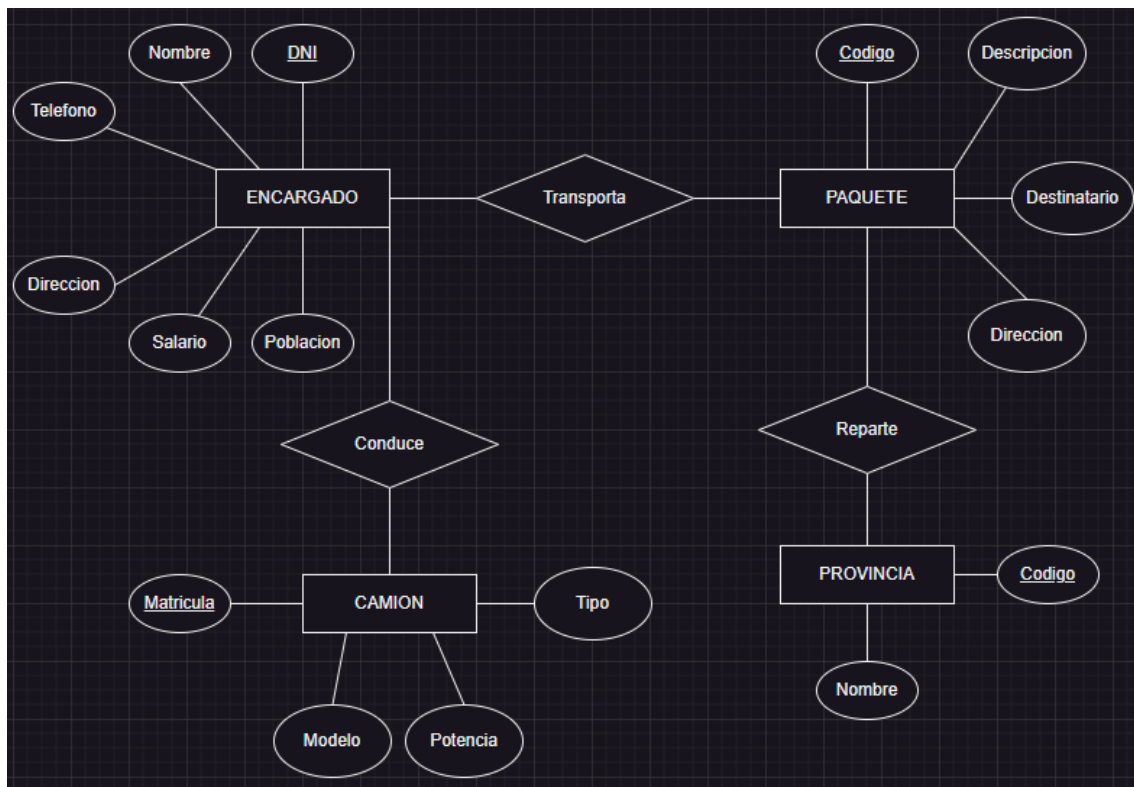 Nombre
DNI
Codigo
Descripcion
Telefono
ENCARGADO
Transporta
PAQUETE
Destinatario
Direccion
Salario
Poblacion
Direccion
Conduce
Reparte
Matricula
CAMION
Tipo
PROVINCIA
Codigo
Nombre
Modelo
Potencia